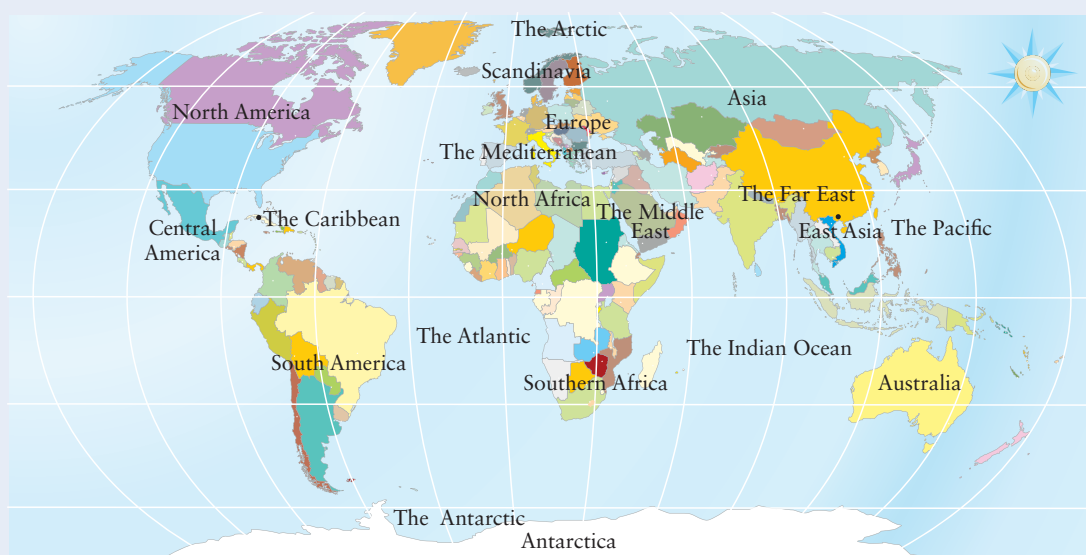 The Arctic
Scandinavia
North America
Asia
Europe
The Mediterranean
North Africa
The Far East
The Middle
East
The Caribbean
Central
America
East Asia
The Pacific
The Atlantic
The Indian Ocean
South America
Southern Africa
Australia
The Antarctic
Antarctica